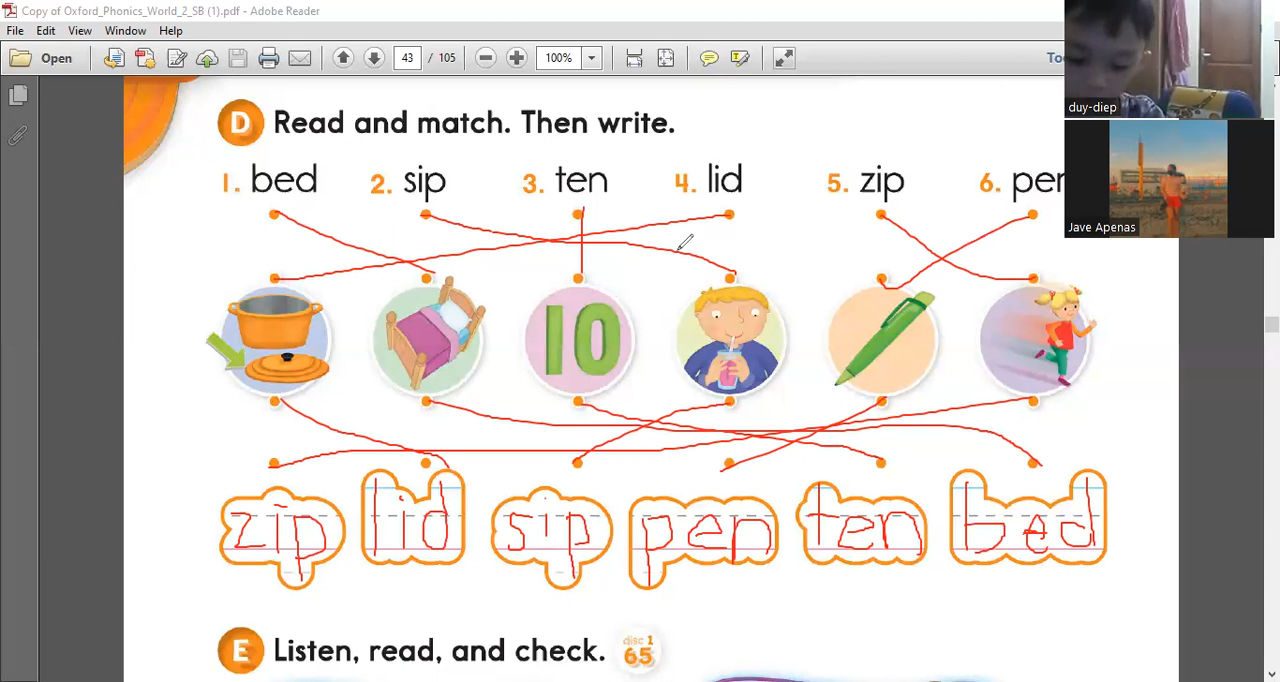 Copy of Oxford_Phonics_World_2_SB (1).pdf - Adobe Reader
File Edit View Window Help
Open 43 / 105 100%
duy-diep
Jave Apenas
D Read and match. Then write.
1. bed 2. sip 3. ten 4. lid 5. zip 6.
10
zip lid sip pen ten bed
E Listen, read, and check. disc 1 65